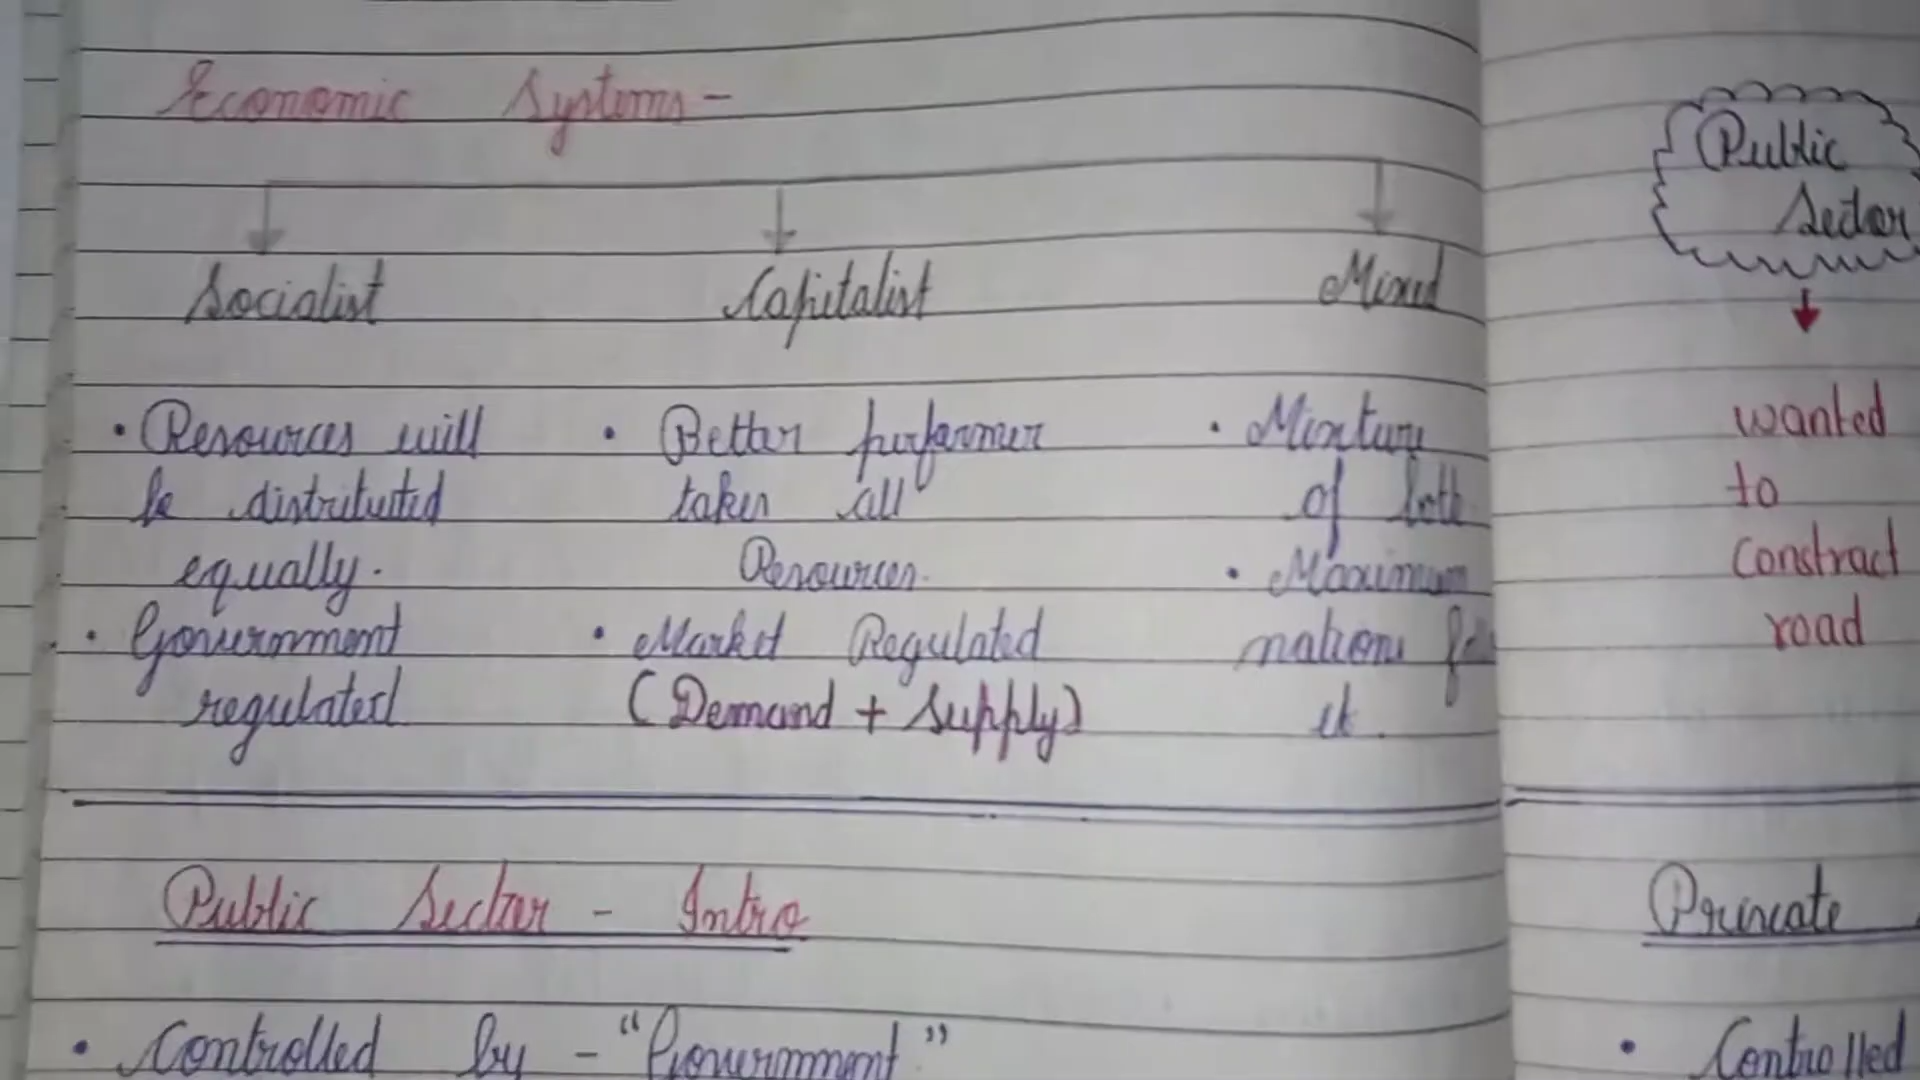 Economic Systems -
Socialist Capitalist Mixed
• Resources will
be distributed
equally.
• Government
regulated
• Better performer
takes all
Resources.
• Market Regulated
(Demand + Supply)
• Mixture
of both
• Maximum
nations
it.
Public Sector - Intro
• Controlled by - "Government"
Public
Sector
wanted
to
constract
road
Private
• Controlled